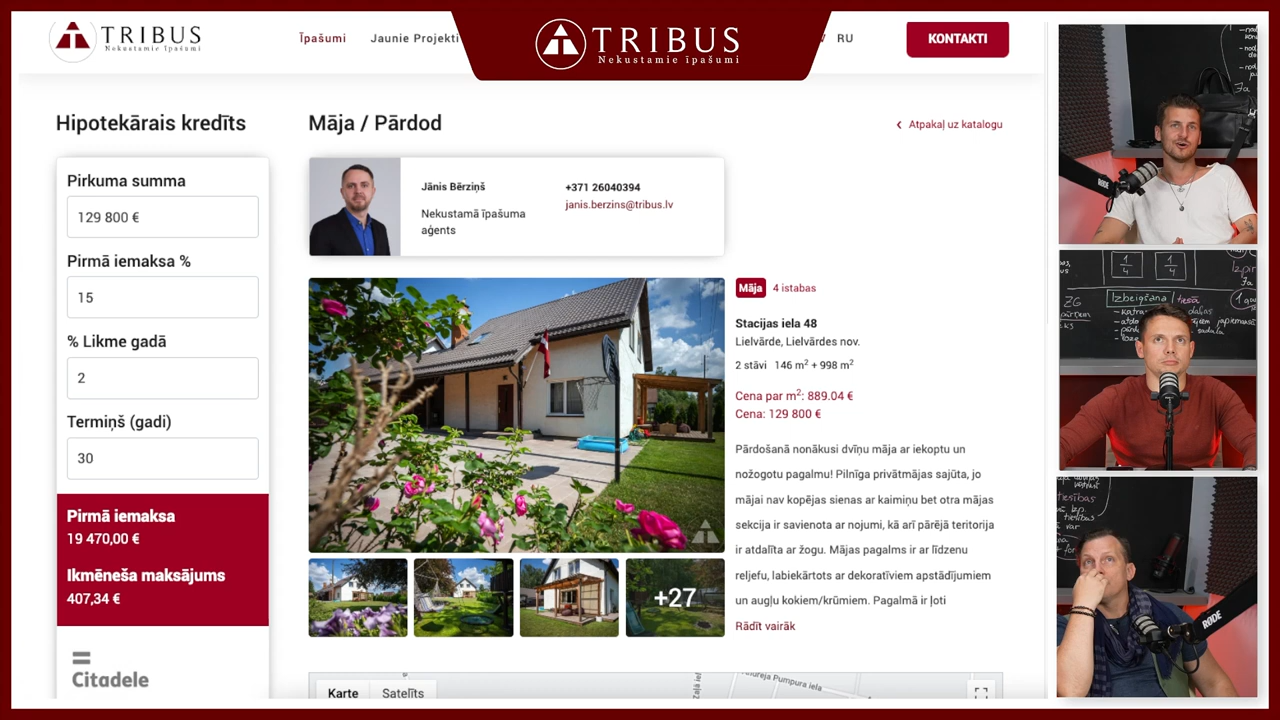 TRIBUS
Nekustamie īpašumi
Īpašumi
Jaunie Projekti
TRIBUS
Nekustamie īpašumi
RU
KONTAKTI
Hipotekārais kredīts
Pirkuma summa
129 800 €
Pirmā iemaksa %
15
% Likme gadā
2
Termiņš (gadi)
30
Pirmā iemaksa
19 470,00 €
Ikmēneša maksājums
407,34 €
Citadele
Māja / Pārdod
Atpakaļ uz katalogu
Jānis Bērziņš
Nekustamā īpašuma
aģents
+371 26040394
janis.berzins@tribus.lv
Māja 4 istabas
Stacijas iela 48
Lielvārde, Lielvārdes nov.
2 stāvi 146 m² + 998 m²
Cena par m²: 889.04 €
Cena: 129 800 €
Pārdošanā nonākusi dvīņu māja ar iekoptu un
nožogotu pagalmu! Pilnīga privātmājas sajūta, jo
mājai nav kopējas sienas ar kaimiņu bet otra mājas
sekcija ir savienota ar nojumi, kā arī pārējā teritorija
ir atdalīta ar žogu. Mājas pagalms ir ar līdzenu
reljefu, labiekārtots ar dekoratīviem apstādījumiem
un augļu kokiem/krūmiem. Pagalmā ir ļoti
Rādīt vairāk
+27
Karte
Satelīts
Andreja Pumpura iela
RODE
1/4 1/4
ZG
Izbeigšana
tiesā
RODE